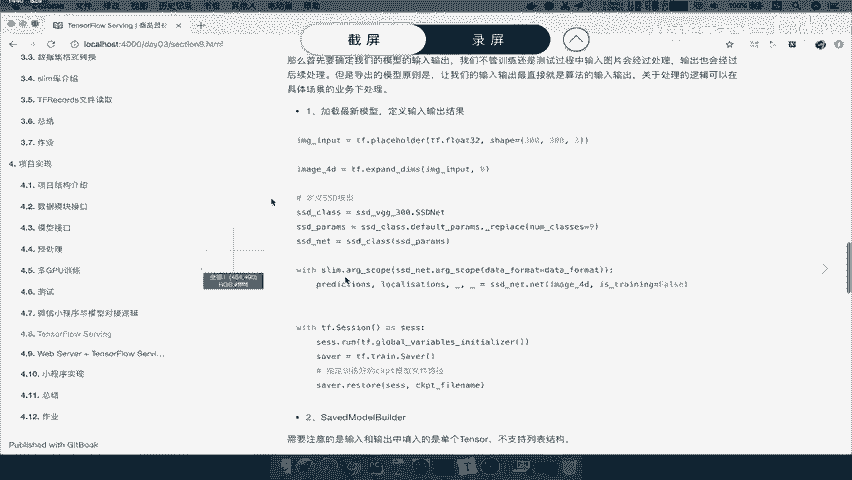 100%
TensorFlow Serving
截屏
录屏
localhost:4000/day03/section8.html
3.3. 数据集格式转换
3.4. slim库介绍
3.5. TFRecords文件读取
3.6. 总结
3.7. 作业
4. 项目实现
4.1. 项目结构介绍
4.2. 数据模块接口
4.3. 模型接口
4.4. 预处理
4.5. 多GPU训练
4.6. 测试
4.7. 微信小程序与模型对接逻辑
4.8. TensorFlow Serving
4.9. Web Server + TensorFlow Servi...
4.10. 小程序实现
4.11. 总结
4.12. 作业
Published with GitBook
那么首先要确定我们的模型的输入输出，我们不管训练还是测试过程中输入图片会经过处理，输出也会经过
后续处理。但是导出的模型原则是，让我们的输入输出最直接就是算法的输入输出。关于处理的逻辑可以在
具体场景的业务下处理。
• 1、加载最新模型，定义输入输出结果
img_input = tf.placeholder(tf.float32, shape=(300, 300, 3))
image_4d = tf.expand_dims(img_input, 0)
ssd_class = ssd_vgg_300.SSDNet
ssd_params = ssd_class.default_params._replace(num_classes=9)
ssd_net = ssd_class(ssd_params)
with slim.arg_scope(ssd_net.arg_scope(data_format=data_format)):
predictions, localisations, _, _ = ssd_net.net(image_4d, is_training=False)
with tf.Session() as sess:
sess.run(tf.global_variables_initializer())
saver = tf.train.Saver()
# 指定训练好的ckpt模型文件路径
saver.restore(sess, ckpt_filename)
• 2、SavedModelBuilder
需要注意的是输入和输出中填入的是单个Tensor，不支持列表结构。